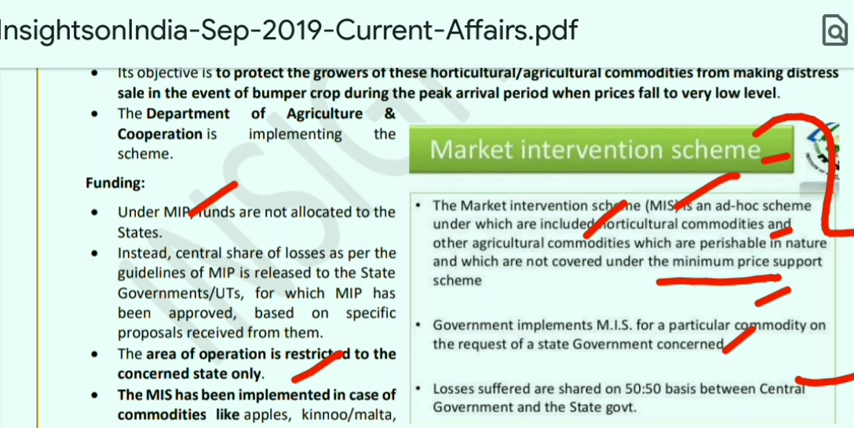 InsightsonIndia-Sep-2019-Current-Affairs.pdf
• Its objective is to protect the growers of these horticultural/agricultural commodities from making distress
sale in the event of bumper crop during the peak arrival period when prices fall to very low level.
• The Department of Agriculture &
Cooperation is implementing the
scheme.
Funding:
• Under MIP, funds are not allocated to the
States.
• Instead, central share of losses as per the
guidelines of MIP is released to the State
Governments/UTs, for which MIP has
been approved, based on specific
proposals received from them.
• The area of operation is restricted to the
concerned state only.
• The MIS has been implemented in case of
commodities like apples, kinnoo/malta,
Market intervention scheme
• The Market intervention scheme (MIS) is an ad-hoc scheme
under which are included horticultural commodities and
other agricultural commodities which are perishable in nature
and which are not covered under the minimum price support
scheme
• Government implements M.I.S. for a particular commodity on
the request of a state Government concerned
• Losses suffered are shared on 50:50 basis between Central
Government and the State govt.
INSIGHT